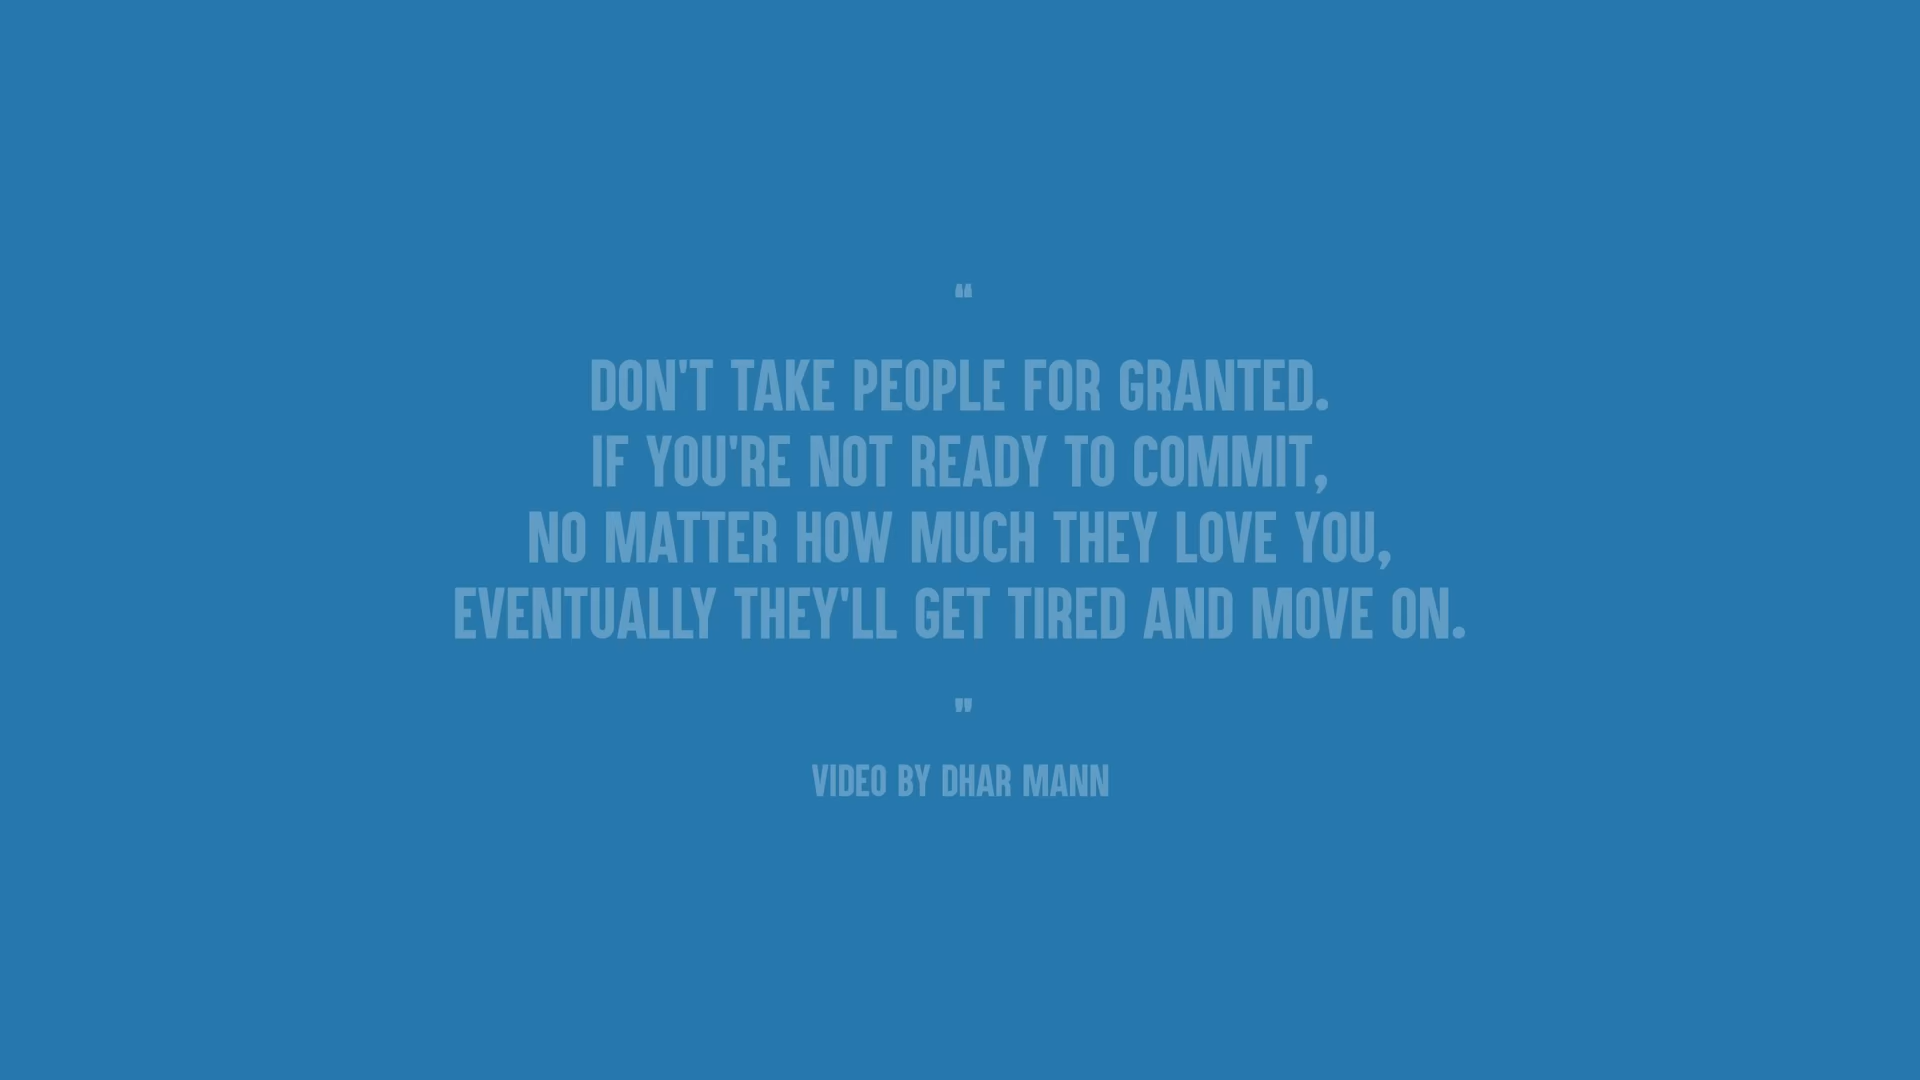 “
DON'T TAKE PEOPLE FOR GRANTED.
IF YOU'RE NOT READY TO COMMIT,
NO MATTER HOW MUCH THEY LOVE YOU,
EVENTUALLY THEY'LL GET TIRED AND MOVE ON.
”
VIDEO BY DHAR MANN